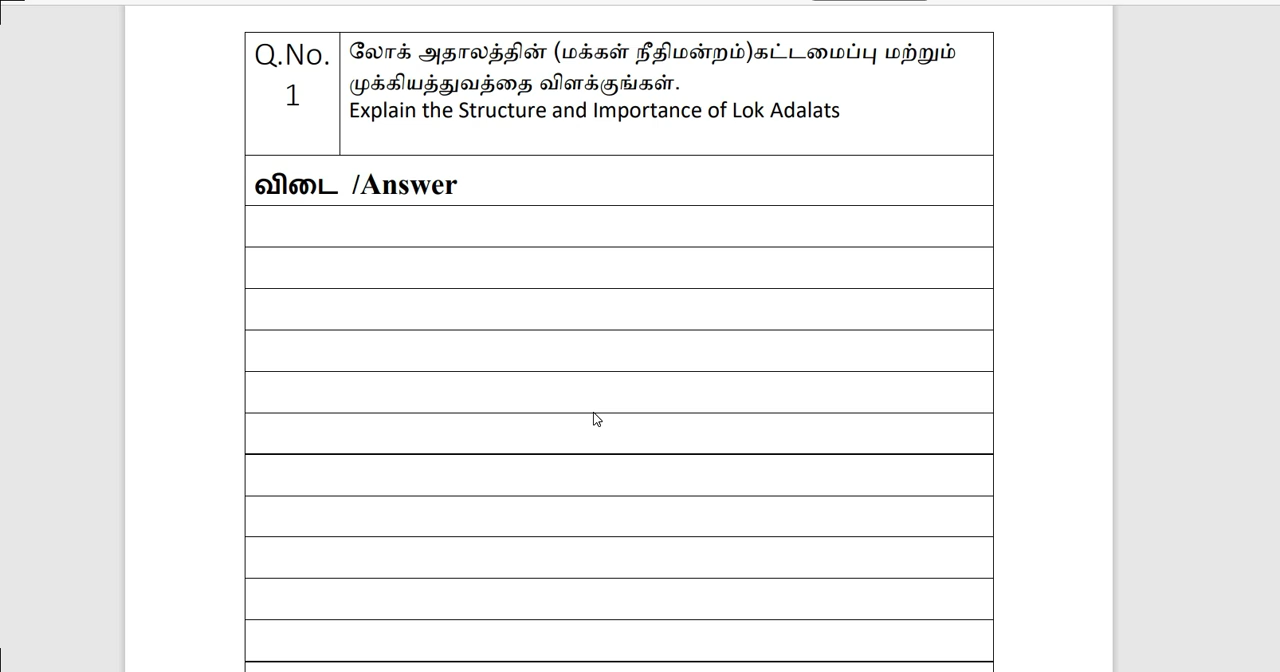 Q.No.
1
லோக் அதாலத்தின் (மக்கள் நீதிமன்றம்)கட்டமைப்பு மற்றும்
முக்கியத்துவத்தை விளக்குங்கள்.
Explain the Structure and Importance of Lok Adalats
விடை /Answer